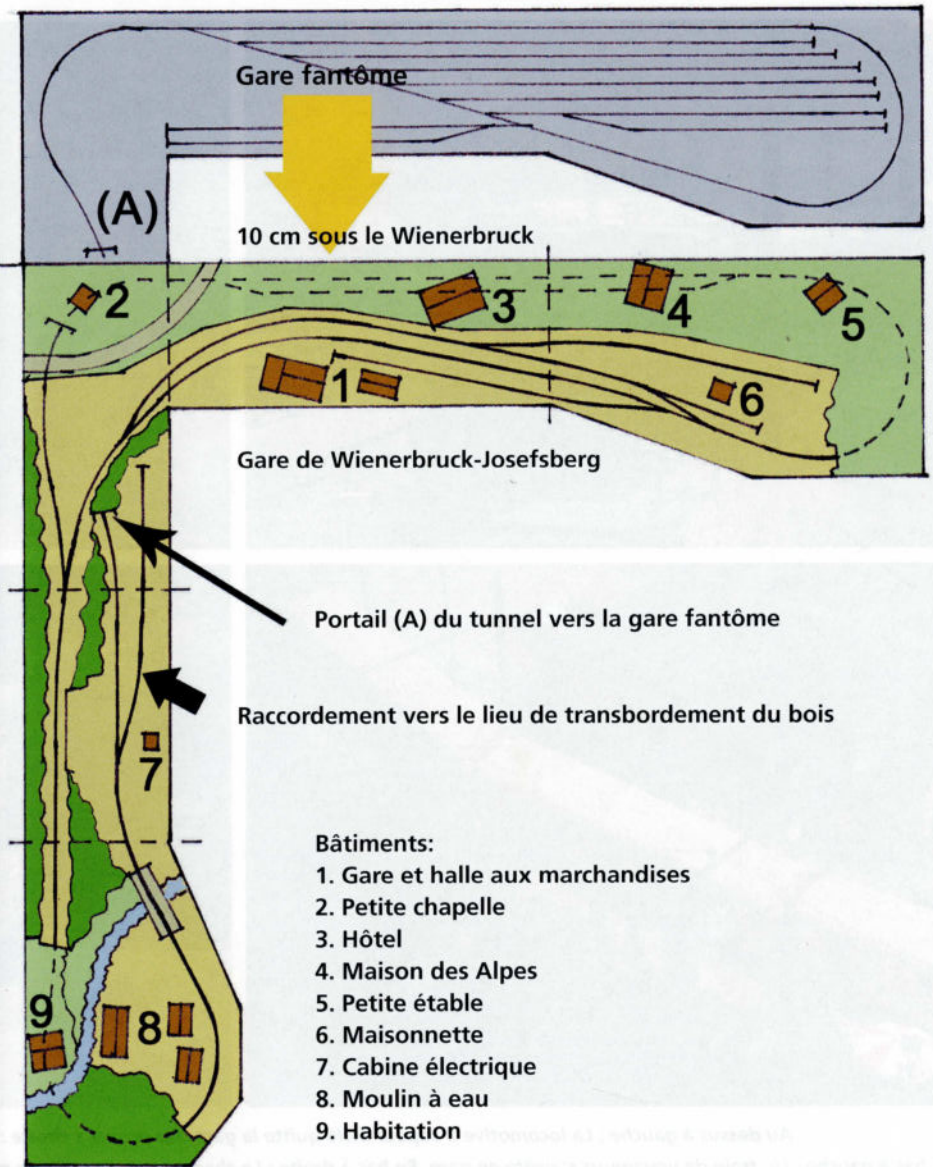 Gare fantôme
(A)
10 cm sous le Wienerbruck
2
3
4
5
1
6
Gare de Wienerbruck-Josefsberg
Portail (A) du tunnel vers la gare fantôme
Raccordement vers le lieu de transbordement du bois
7
Bâtiments:
1. Gare et halle aux marchandises
2. Petite chapelle
3. Hôtel
4. Maison des Alpes
5. Petite étable
6. Maisonnette
7. Cabine électrique
8. Moulin à eau
9. Habitation
9
8